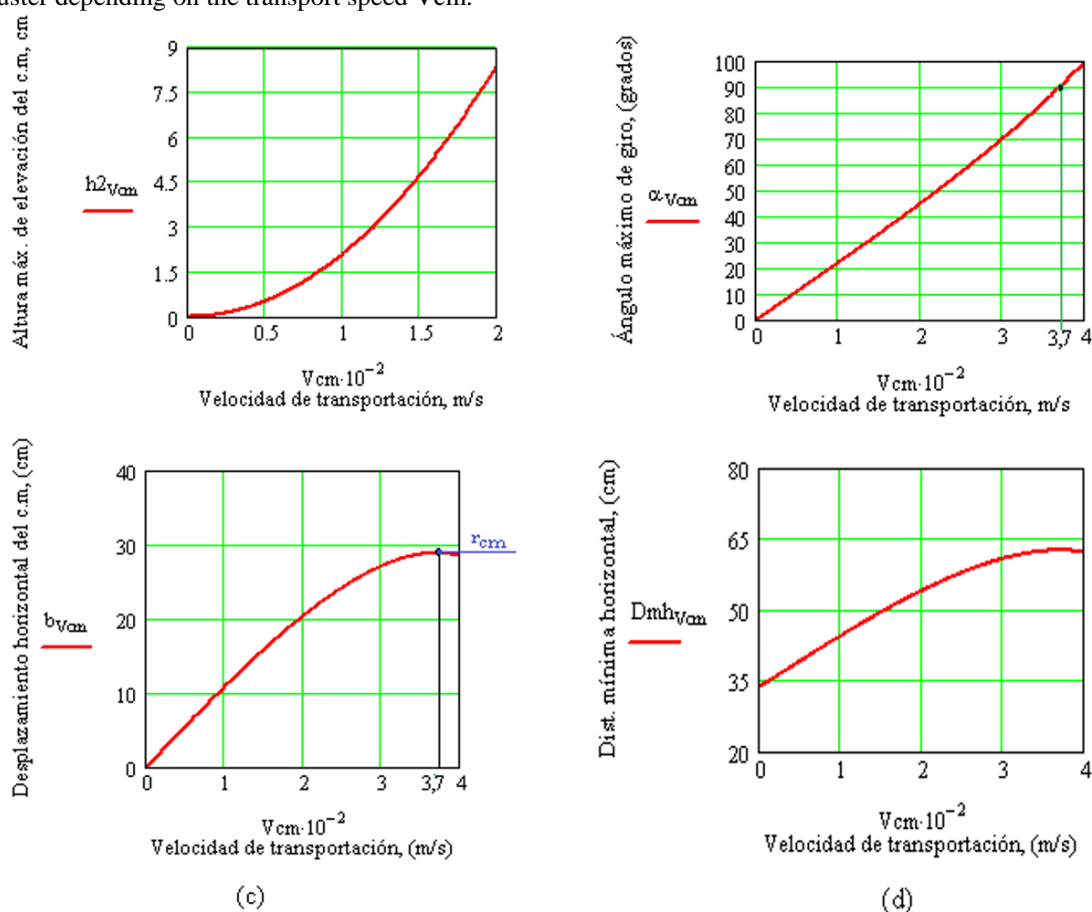 uster depending on the transport speed Vcm.
Altura máx. de elevación del c.m, cm
h2Vcm
9
7.5
6
4.5
3
1.5
0
0 0.5 1 1.5 2
Vcm·10⁻²
Velocidad de transportación, m/s
Ángulo máximo de giro, (grados)
αVcm
100
90
80
70
60
50
40
30
20
10
0
0 1 2 3 3,7 4
Vcm·10⁻²
Velocidad de transportación, m/s
Desplazamiento horizontal del c.m, (cm)
bVcm
40
30
20
10
0
rcm
0 1 2 3 3,7 4
Vcm·10⁻²
Velocidad de transportación, (m/s)
(c)
Dist. mínima horizontal, (cm)
DmhVcm
80
65
50
35
20
0 1 2 3 4
Vcm·10⁻²
Velocidad de transportación, (m/s)
(d)